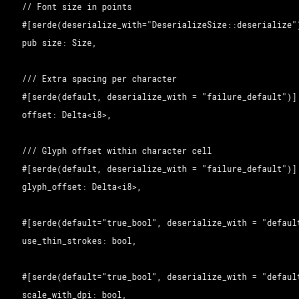 // Font size in points
#[serde(deserialize_with="DeserializeSize::deserialize")
pub size: Size,
/// Extra spacing per character
#[serde(default, deserialize_with = "failure_default")]
offset: Delta<i8>,
/// Glyph offset within character cell
#[serde(default, deserialize_with = "failure_default")]
glyph_offset: Delta<i8>,
#[serde(default="true_bool", deserialize_with = "default
use_thin_strokes: bool,
#[serde(default="true_bool", deserialize_with = "default
scale_with_dpi: bool,